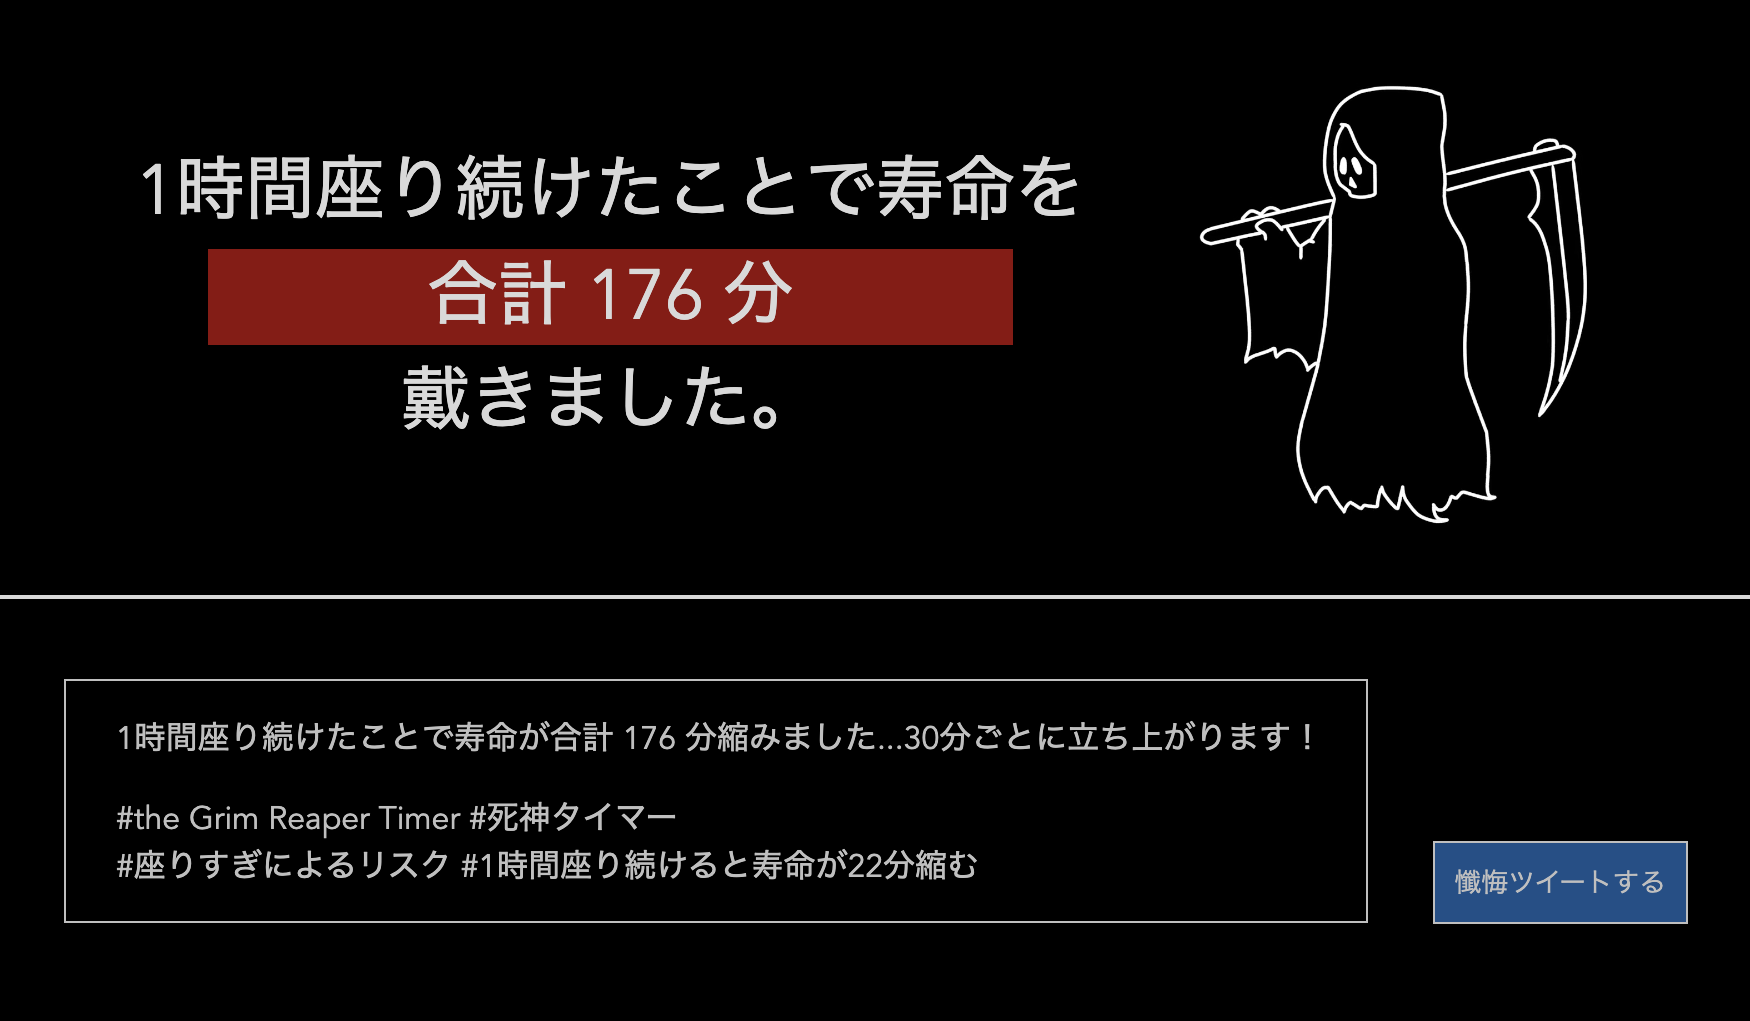 1時間座り続けたことで寿命を
合計 176 分
戴きました。
1時間座り続けたことで寿命が合計 176 分縮みました...30分ごとに立ち上がります！
#the Grim Reaper Timer #死神タイマー
#座りすぎによるリスク #1時間座り続けると寿命が22分縮む
懺悔ツイートする